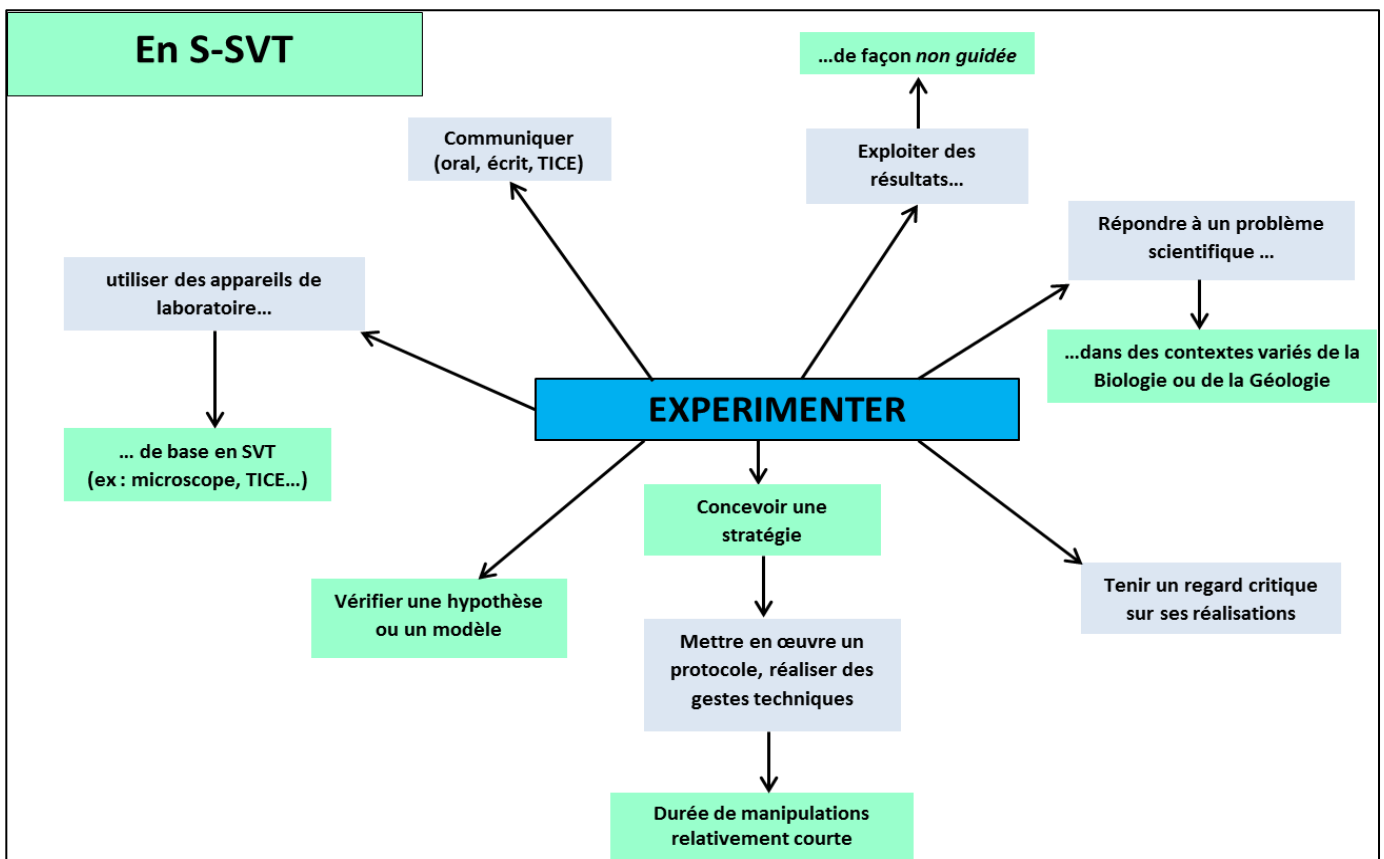 En S-SVT
…de façon non guidée
Communiquer
(oral, écrit, TICE)
Exploiter des
résultats…
Répondre à un problème
scientifique …
utiliser des appareils de
laboratoire…
…dans des contextes variés de la
Biologie ou de la Géologie
EXPERIMENTER
… de base en SVT
(ex : microscope, TICE…)
Concevoir une
stratégie
Vérifier une hypothèse
ou un modèle
Tenir un regard critique
sur ses réalisations
Mettre en œuvre un
protocole, réaliser des
gestes techniques
Durée de manipulations
relativement courte